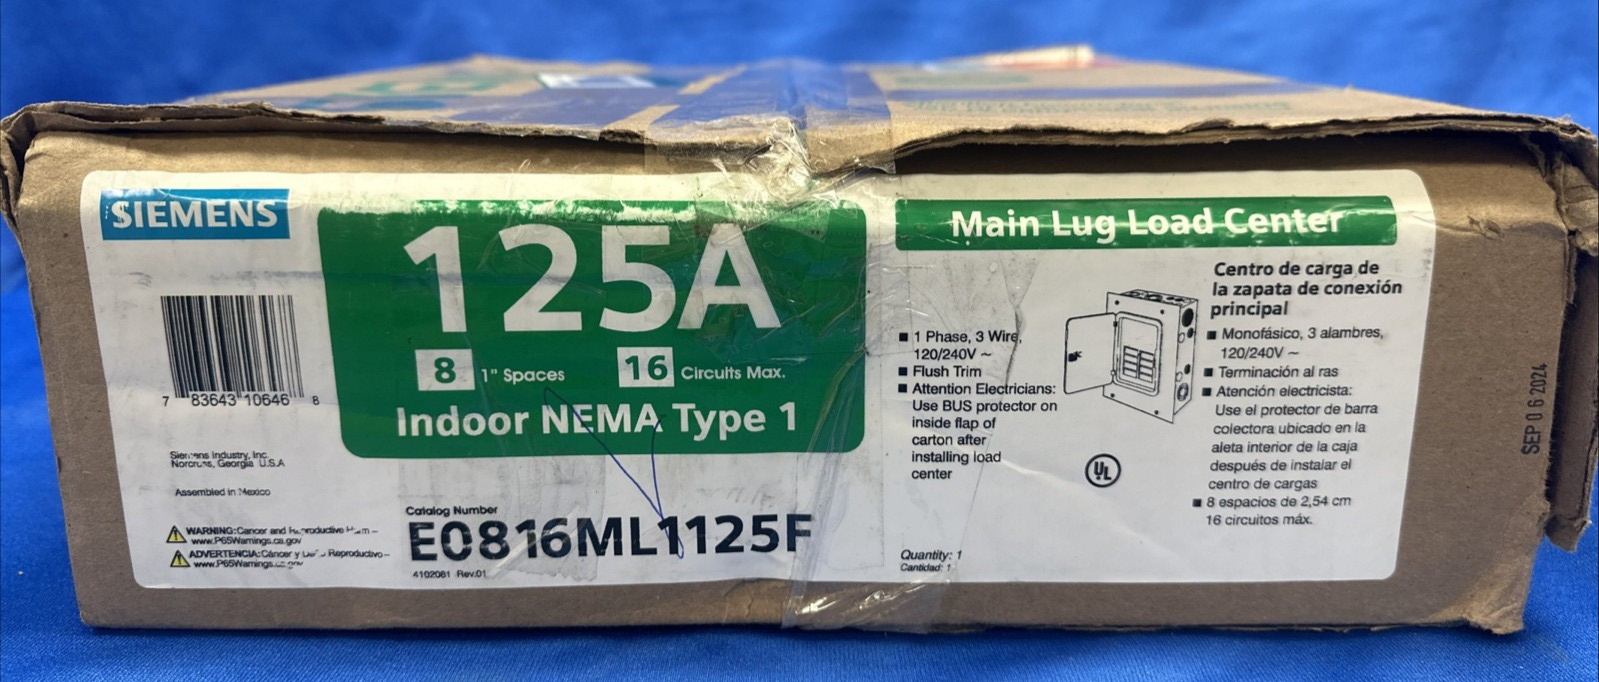 SIEMENS
125A
8 1" Spaces 16 Circuits Max.
Indoor NEMA Type 1
7 83643 10646 8
Siemens Industry, Inc.
Norcross, Georgia U.S.A
Assembled in Mexico
WARNING: Cancer and Reproductive Harm –
www.P65Warnings.ca.gov
ADVERTENCIA: Cáncer y Reproductivo –
www.P65Warnings.ca.gov
Catalog Number
E0816ML1125F
4102081 Rev.01
Main Lug Load Center
1 Phase, 3 Wire,
120/240V ~
Flush Trim
Attention Electricians:
Use BUS protector on
inside flap of
carton after
installing load
center
UL
Quantity: 1
Cantidad: 1
Centro de carga de
la zapata de conexión
principal
Monofásico, 3 alambres,
120/240V ~
Terminación al ras
Atención electricista:
Use el protector de barra
colectora ubicado en la
aleta interior de la caja
después de instalar el
centro de cargas
8 espacios de 2,54 cm
16 circuitos máx.
SEP 06 2024